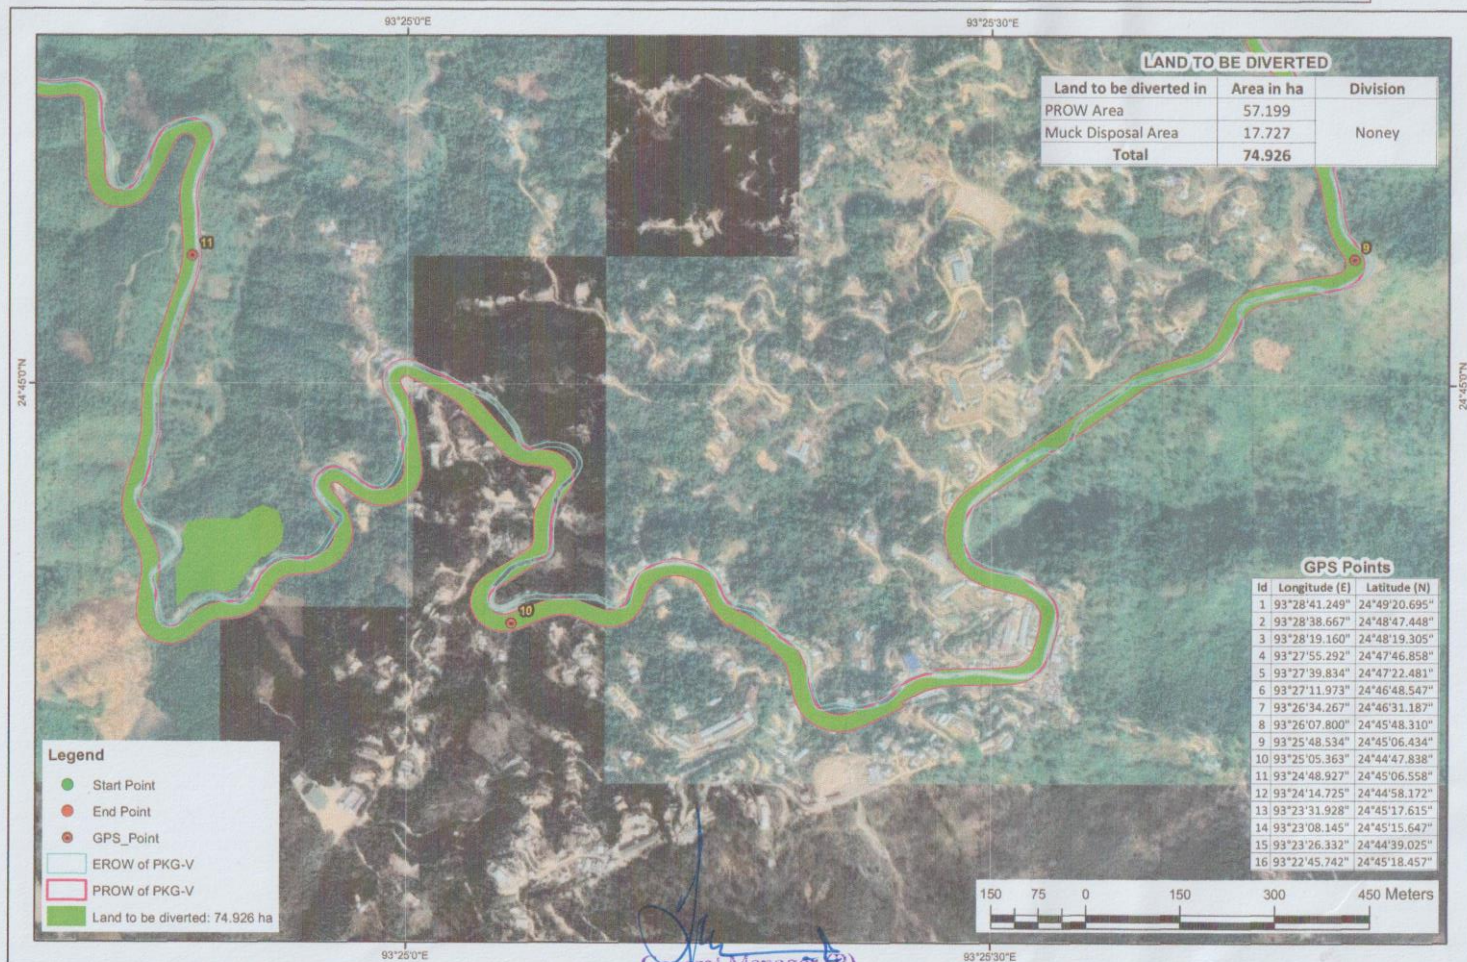 93°25'0"E
93°25'30"E
LAND TO BE DIVERTED
Land to be diverted in Area in ha Division
PROW Area 57.199 Noney
Muck Disposal Area 17.727
Total 74.926
11
9
24°45'0"N
24°45'0"N
10
GPS Points
Id Longitude (E) Latitude (N)
1 93°28'41.249" 24°49'20.695"
2 93°28'38.667" 24°48'47.448"
3 93°28'19.160" 24°48'19.305"
4 93°27'55.292" 24°47'46.858"
5 93°27'39.834" 24°47'22.481"
6 93°27'11.973" 24°46'48.547"
7 93°26'34.267" 24°46'31.187"
8 93°26'07.800" 24°45'48.310"
9 93°25'48.534" 24°45'06.434"
10 93°25'05.363" 24°44'47.838"
11 93°24'48.927" 24°45'06.558"
12 93°24'14.725" 24°44'58.172"
13 93°23'31.928" 24°45'17.615"
14 93°23'08.145" 24°45'15.647"
15 93°23'26.332" 24°44'39.025"
16 93°22'45.742" 24°45'18.457"
Legend
Start Point
End Point
GPS_Point
EROW of PKG-V
PROW of PKG-V
Land to be diverted: 74.926 ha
150 75 0 150 300 450 Meters
93°25'0"E
93°25'30"E
General Manager (P)